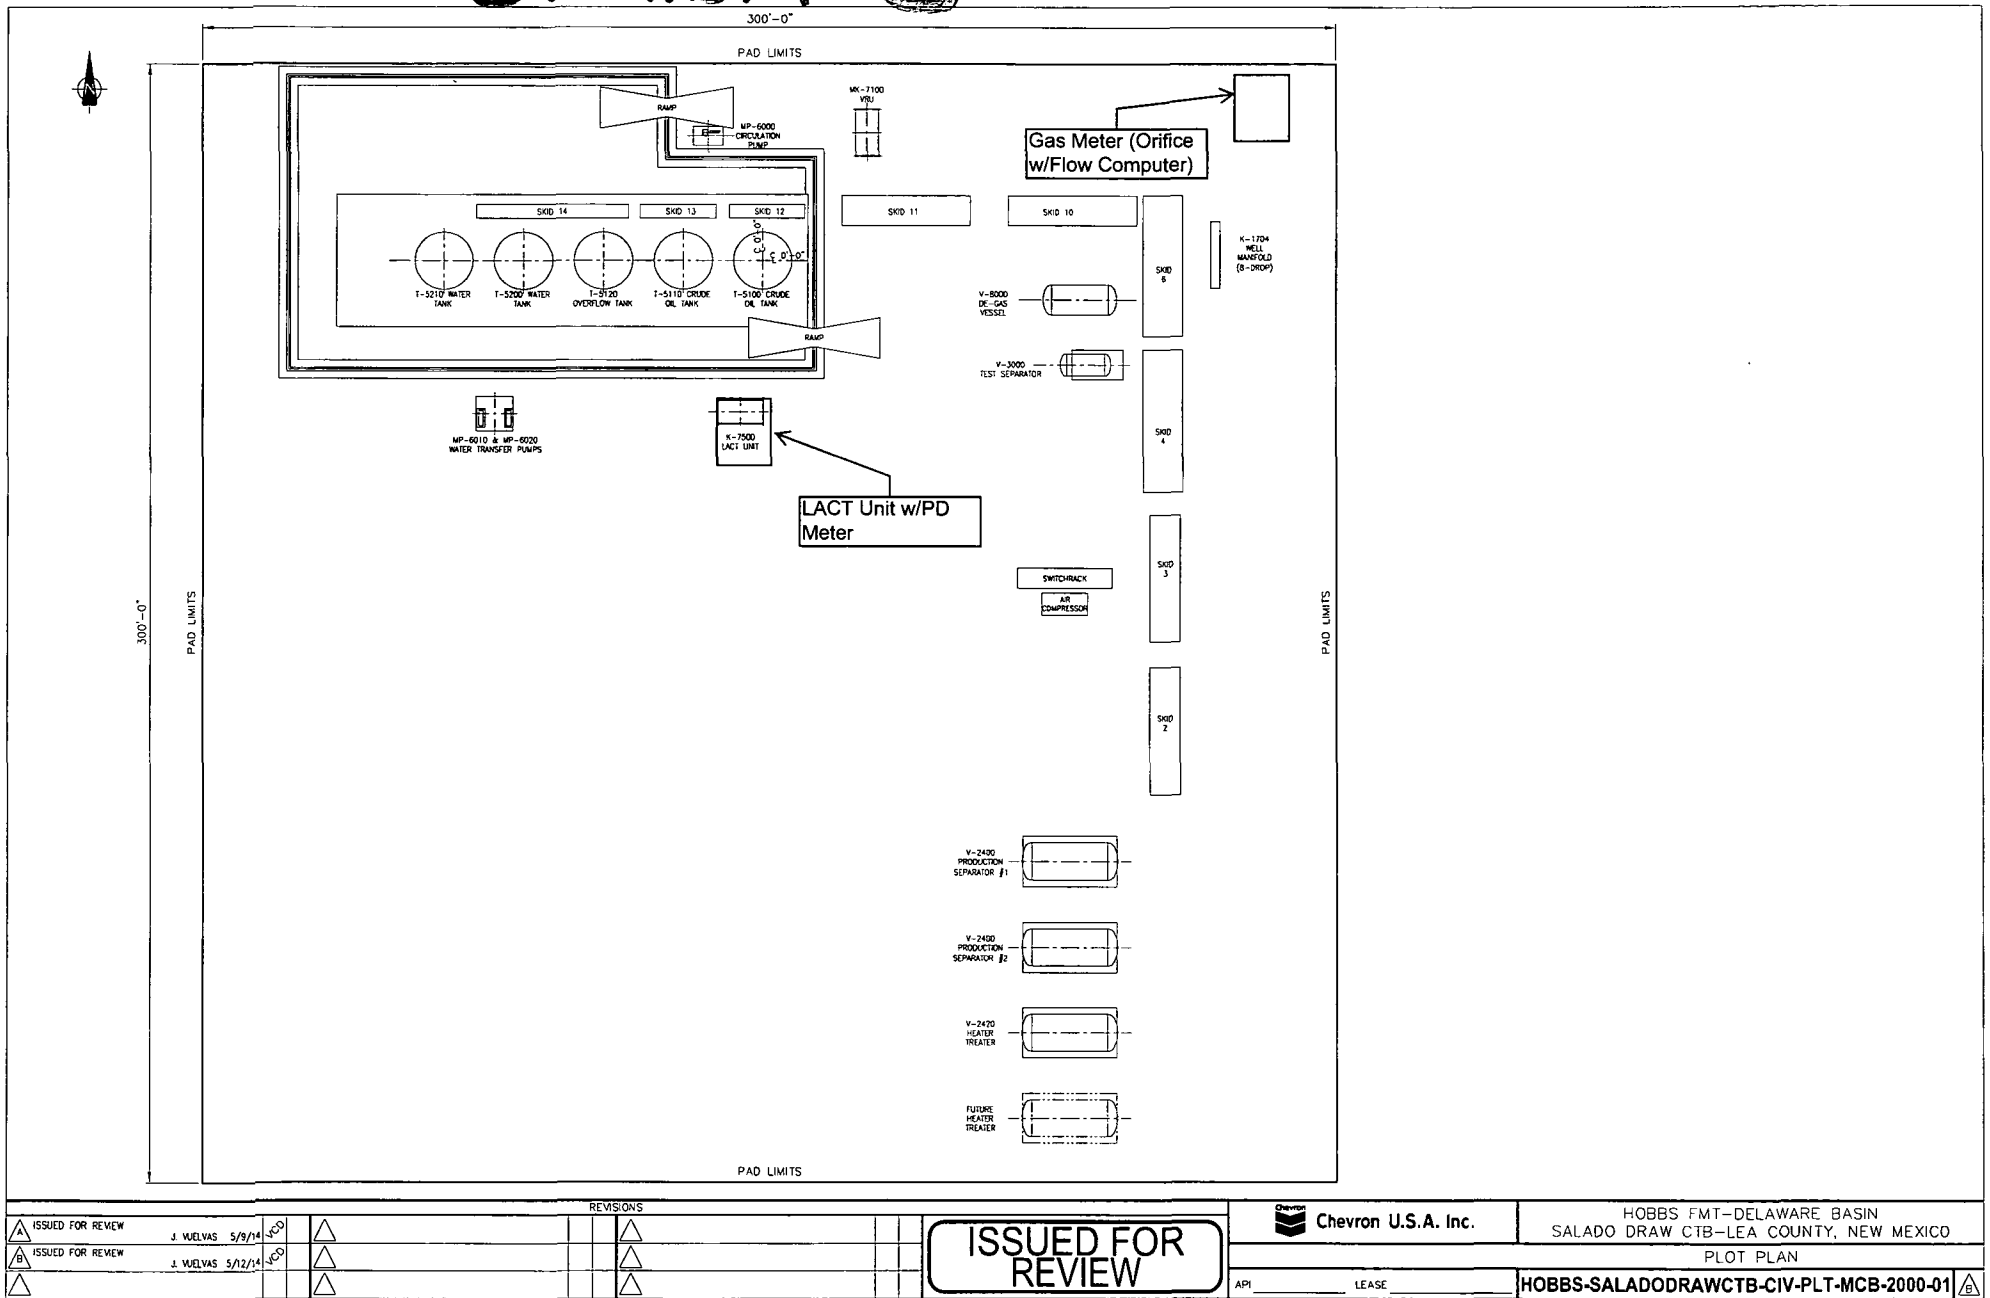 300'-0"
PAD LIMITS
N
RAMP
MK-7100
VRU
MP-6000
CIRCULATION
PUMP
Gas Meter (Orifice
w/Flow Computer)
SKID 14
SKID 13
SKID 12
SKID 11
SKID 10
K-1704
WELL
MANIFOLD
(8-DROP)
SKID
6
T-5210 WATER
TANK
T-5200 WATER
TANK
T-5120
OVERFLOW TANK
T-5110 CRUDE
OIL TANK
T-5100 CRUDE
OIL TANK
V-8000
DE-GAS
VESSEL
RAMP
V-3000
TEST SEPARATOR
SKID
4
MP-6010 & MP-6020
WATER TRANSFER PUMPS
K-7500
LACT UNIT
LACT Unit w/PD
Meter
SWITCHRACK
AIR
COMPRESSOR
SKID
3
300'-0"
PAD LIMITS
PAD LIMITS
SKID
2
V-2400
PRODUCTION
SEPARATOR #1
V-2400
PRODUCTION
SEPARATOR #2
V-2420
HEATER
TREATER
FUTURE
HEATER
TREATER
PAD LIMITS
REVISIONS
A ISSUED FOR REVIEW
J. VUELVAS 5/9/14 VCD
B ISSUED FOR REVIEW
J. VUELVAS 5/12/14 VCD
ISSUED FOR
REVIEW
Chevron
Chevron U.S.A. Inc.
HOBBS FMT-DELAWARE BASIN
SALADO DRAW CTB-LEA COUNTY, NEW MEXICO
PLOT PLAN
API LEASE
HOBBS-SALADODRAWCTB-CIV-PLT-MCB-2000-01 B